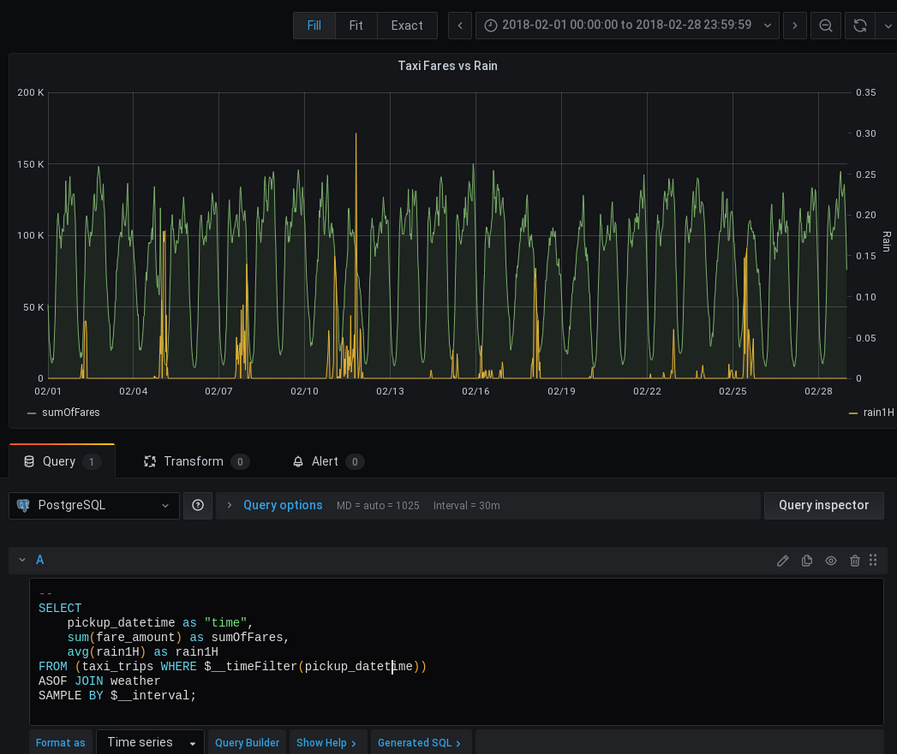 Fill Fit Exact 2018-02-01 00:00:00 to 2018-02-28 23:59:59
Taxi Fares vs Rain
200 K 0.35
0.30
150 K 0.25
0.20
100 K
0.15
0.10
50 K
0.05
0 0
Rain
02/01 02/04 02/07 02/10 02/13 02/16 02/19 02/22 02/25 02/28
sumOfFares rain1H
Query 1 Transform 0 Alert 0
PostgreSQL Query options MD = auto = 1025 Interval = 30m Query inspector
A
--
SELECT
pickup_datetime as "time",
sum(fare_amount) as sumOfFares,
avg(rain1H) as rain1H
FROM (taxi_trips WHERE $__timeFilter(pickup_datetime))
ASOF JOIN weather
SAMPLE BY $__interval;
Format as Time series Query Builder Show Help Generated SQL